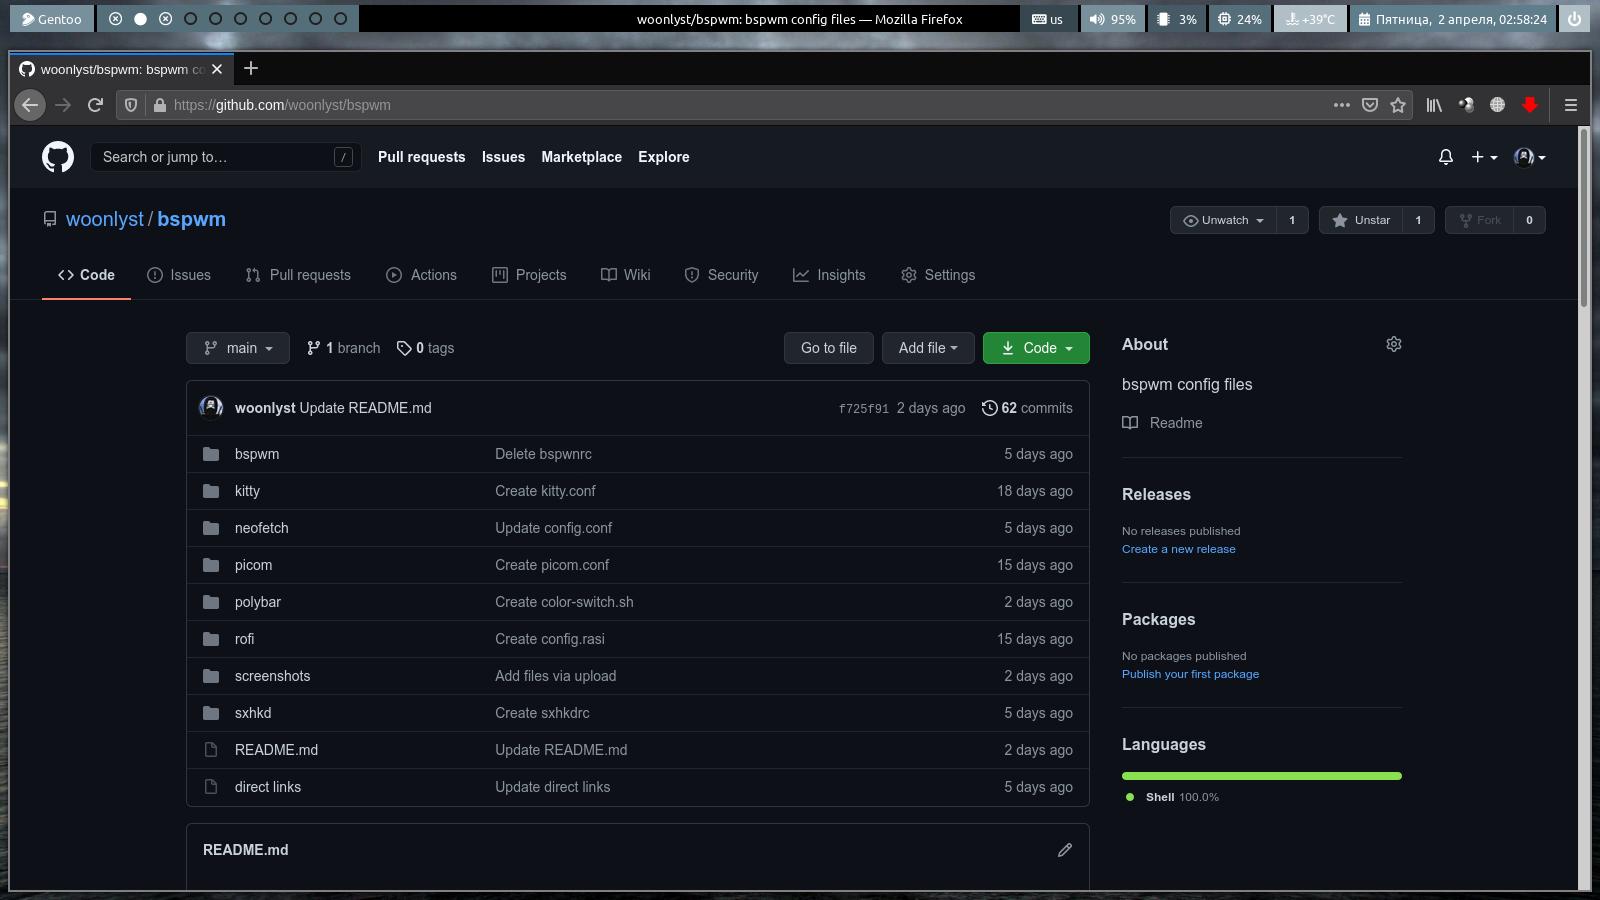 Gentoo
woonlyst/bspwm: bspwm config files — Mozilla Firefox
us
95%
3%
24%
+39°C
Пятница,  2 апреля, 02:58:24
woonlyst/bspwm: bspwm co
https://github.com/woonlyst/bspwm
Search or jump to…
/
Pull requests
Issues
Marketplace
Explore
woonlyst / bspwm
Unwatch
1
Unstar
1
Fork
0
Code
Issues
Pull requests
Actions
Projects
Wiki
Security
Insights
Settings
main
1 branch
0 tags
Go to file
Add file
Code
woonlyst Update README.md
f725f91 2 days ago
62 commits
bspwm Delete bspwnrc 5 days ago
kitty Create kitty.conf 18 days ago
neofetch Update config.conf 5 days ago
picom Create picom.conf 15 days ago
polybar Create color-switch.sh 2 days ago
rofi Create config.rasi 15 days ago
screenshots Add files via upload 2 days ago
sxhkd Create sxhkdrc 5 days ago
README.md Update README.md 2 days ago
direct links Update direct links 5 days ago
README.md
About
bspwm config files
Readme
Releases
No releases published
Create a new release
Packages
No packages published
Publish your first package
Languages
Shell 100.0%